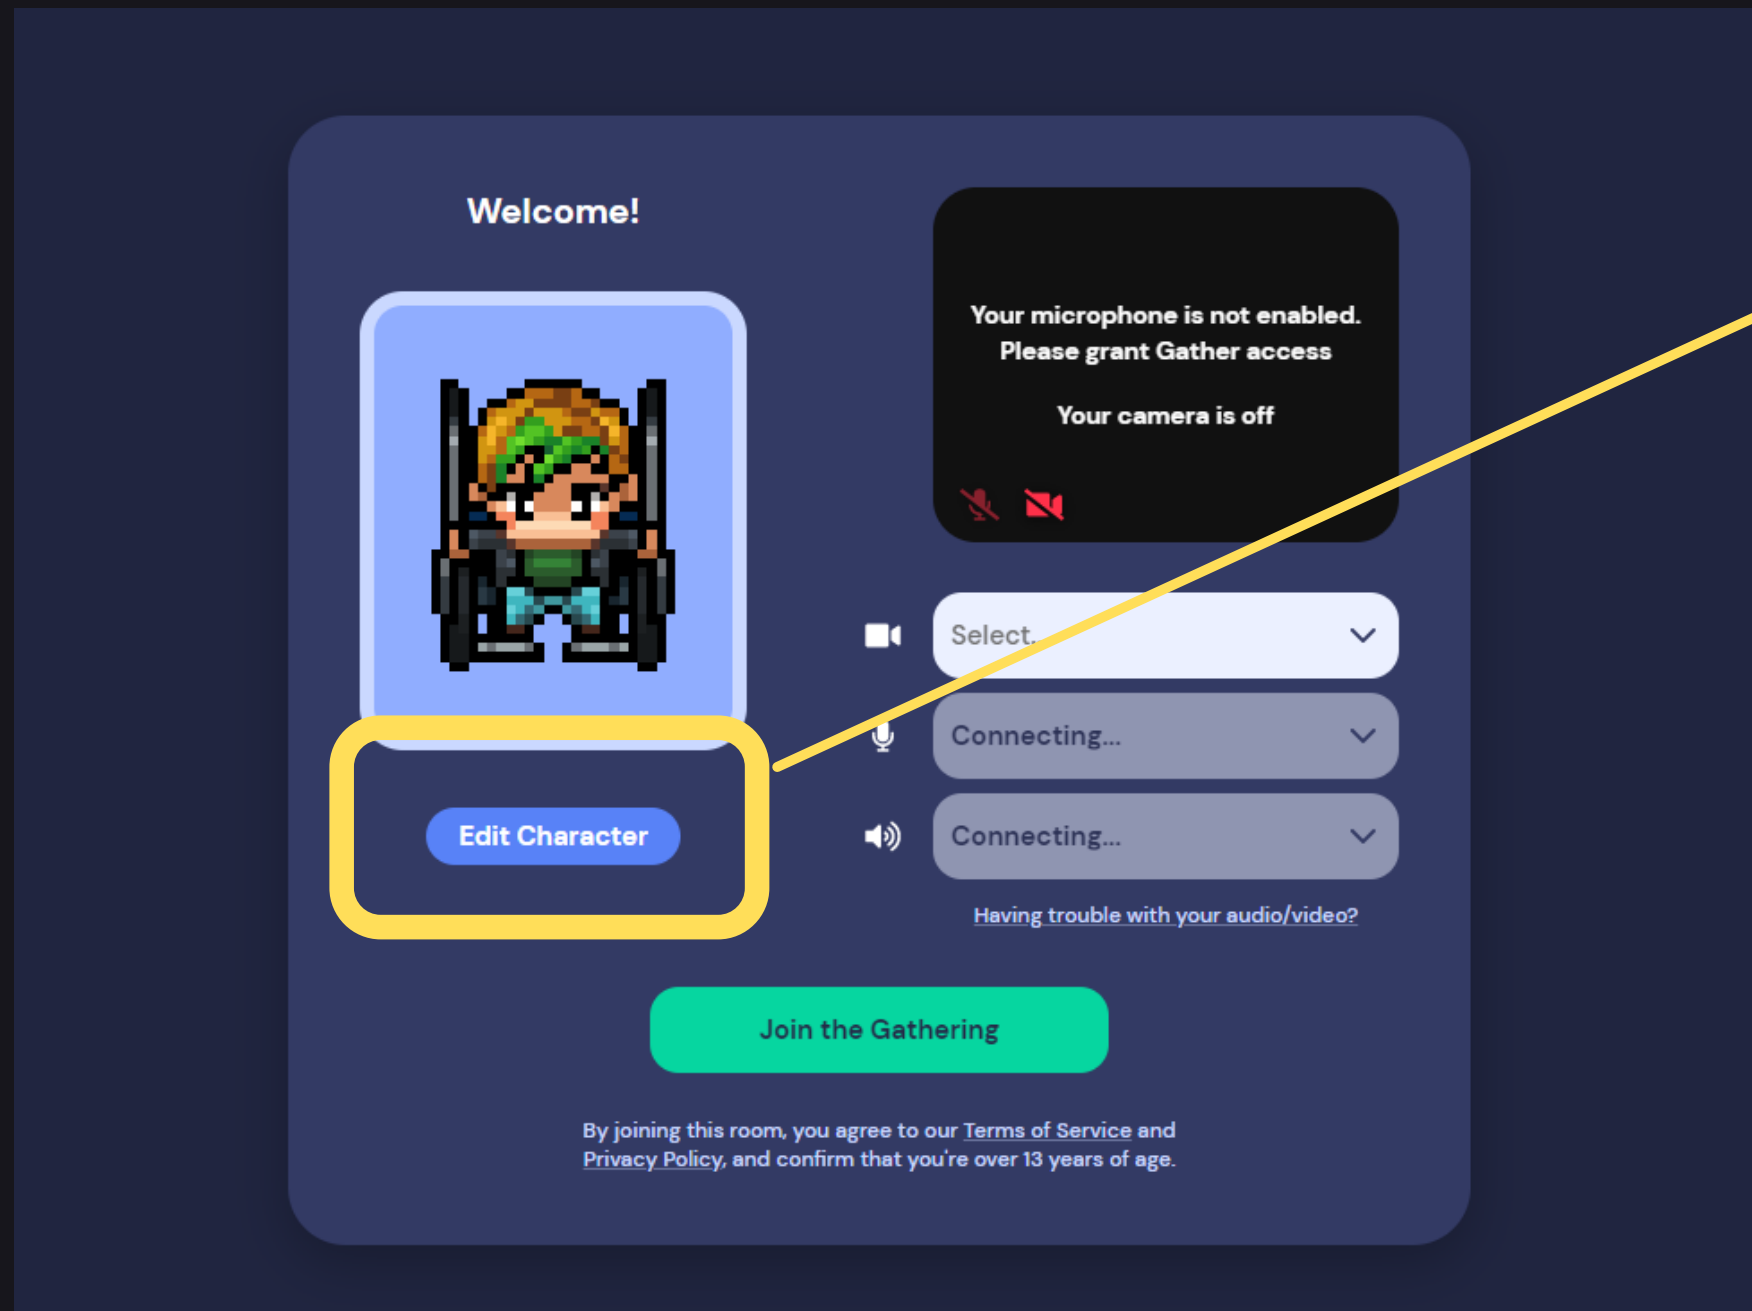 Welcome!
Your microphone is not enabled.
Please grant Gather access
Your camera is off
Select...
Connecting...
Connecting...
Edit Character
Having trouble with your audio/video?
Join the Gathering
By joining this room, you agree to our Terms of Service and
Privacy Policy, and confirm that you're over 13 years of age.